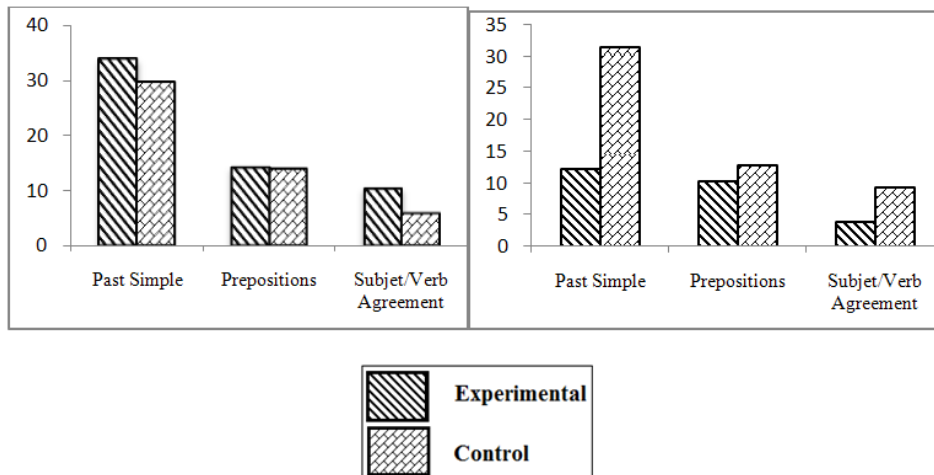 40
30
20
10
0
Past Simple
Prepositions
Subjet/Verb
Agreement
35
30
25
20
15
10
5
0
Past Simple
Prepositions
Subjet/Verb
Agreement
Experimental
Control